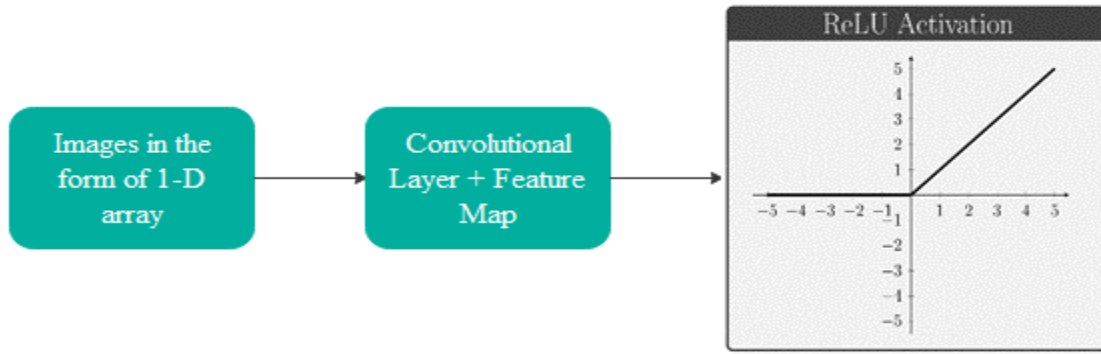 Images in the
form of 1-D
array
Convolutional
Layer + Feature
Map
ReLU Activation
5
4
3
2
1
-5 -4 -3 -2 -1 1 2 3 4 5
-1
-2
-3
-4
-5